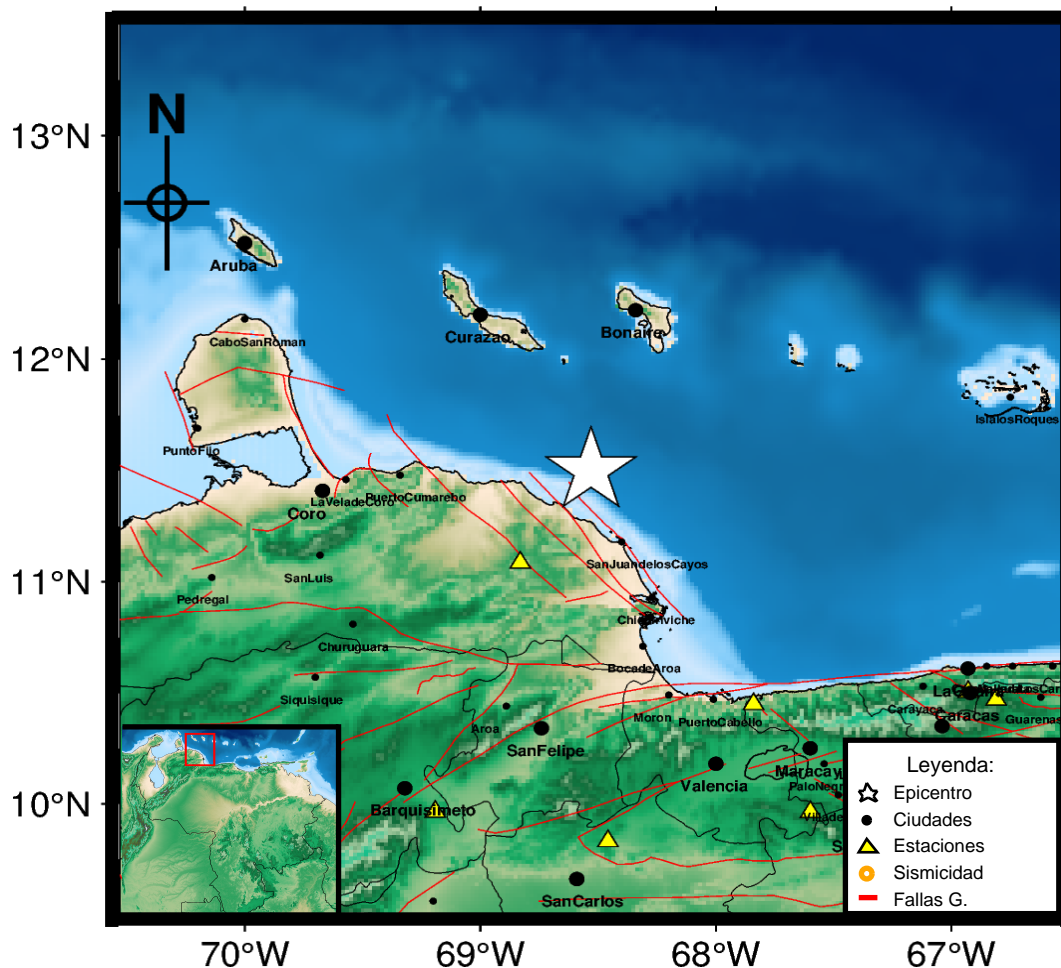 13°N
12°N
11°N
10°N
70°W
69°W
68°W
67°W
N
Aruba
Curazao
Bonaire
CaboSanRoman
IslalosRoques
PuntoFijo
PuertoCumarebo
LaVeladeCoro
Coro
SanJuandelosCayos
SanLuis
Pedregal
Chichiriviche
Churuguara
BocadeAroa
Siquisique
Aroa
Moron
PuertoCabello
Carayaca
Caracas
Guarenas
SanFelipe
Valencia
Maracay
PaloNegro
Barquisimeto
SanCarlos
Leyenda:
Epicentro
Ciudades
Estaciones
Sismicidad
Fallas G.